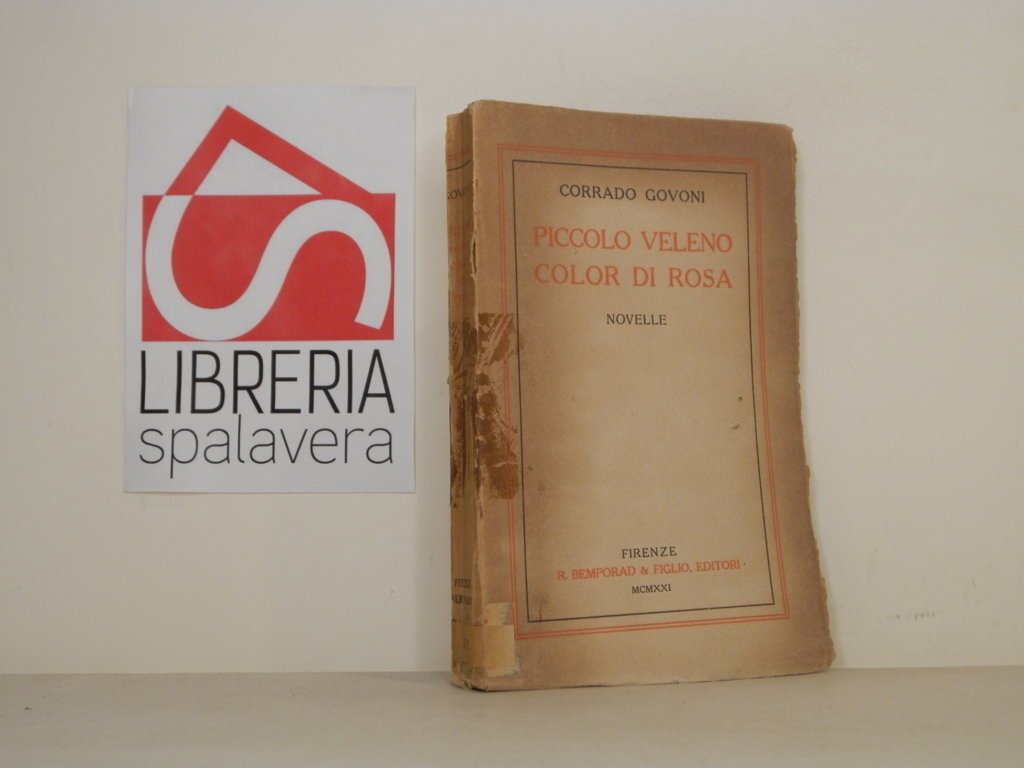 LIBRERIA
spalavera
CORRADO GOVONI
PICCOLO VELENO
COLOR DI ROSA
NOVELLE
FIRENZE
R. BEMPORAD & FIGLIO, EDITORI
MCMXXI